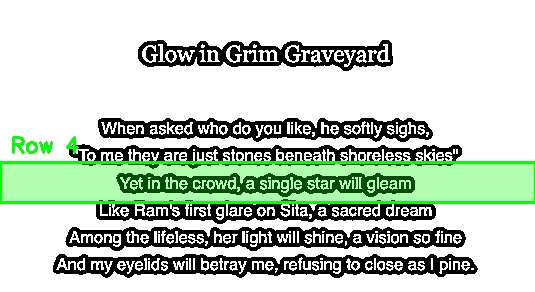 Glow in Grim Graveyard
When asked who do you like, he softly sighs,
Row 4
"To me they are just stones beneath shoreless skies"
Yet in the crowd, a single star will gleam
Like Ram's first glare on Sita, a sacred dream
Among the lifeless, her light will shine, a vision so fine
And my eyelids will betray me, refusing to close as I pine.